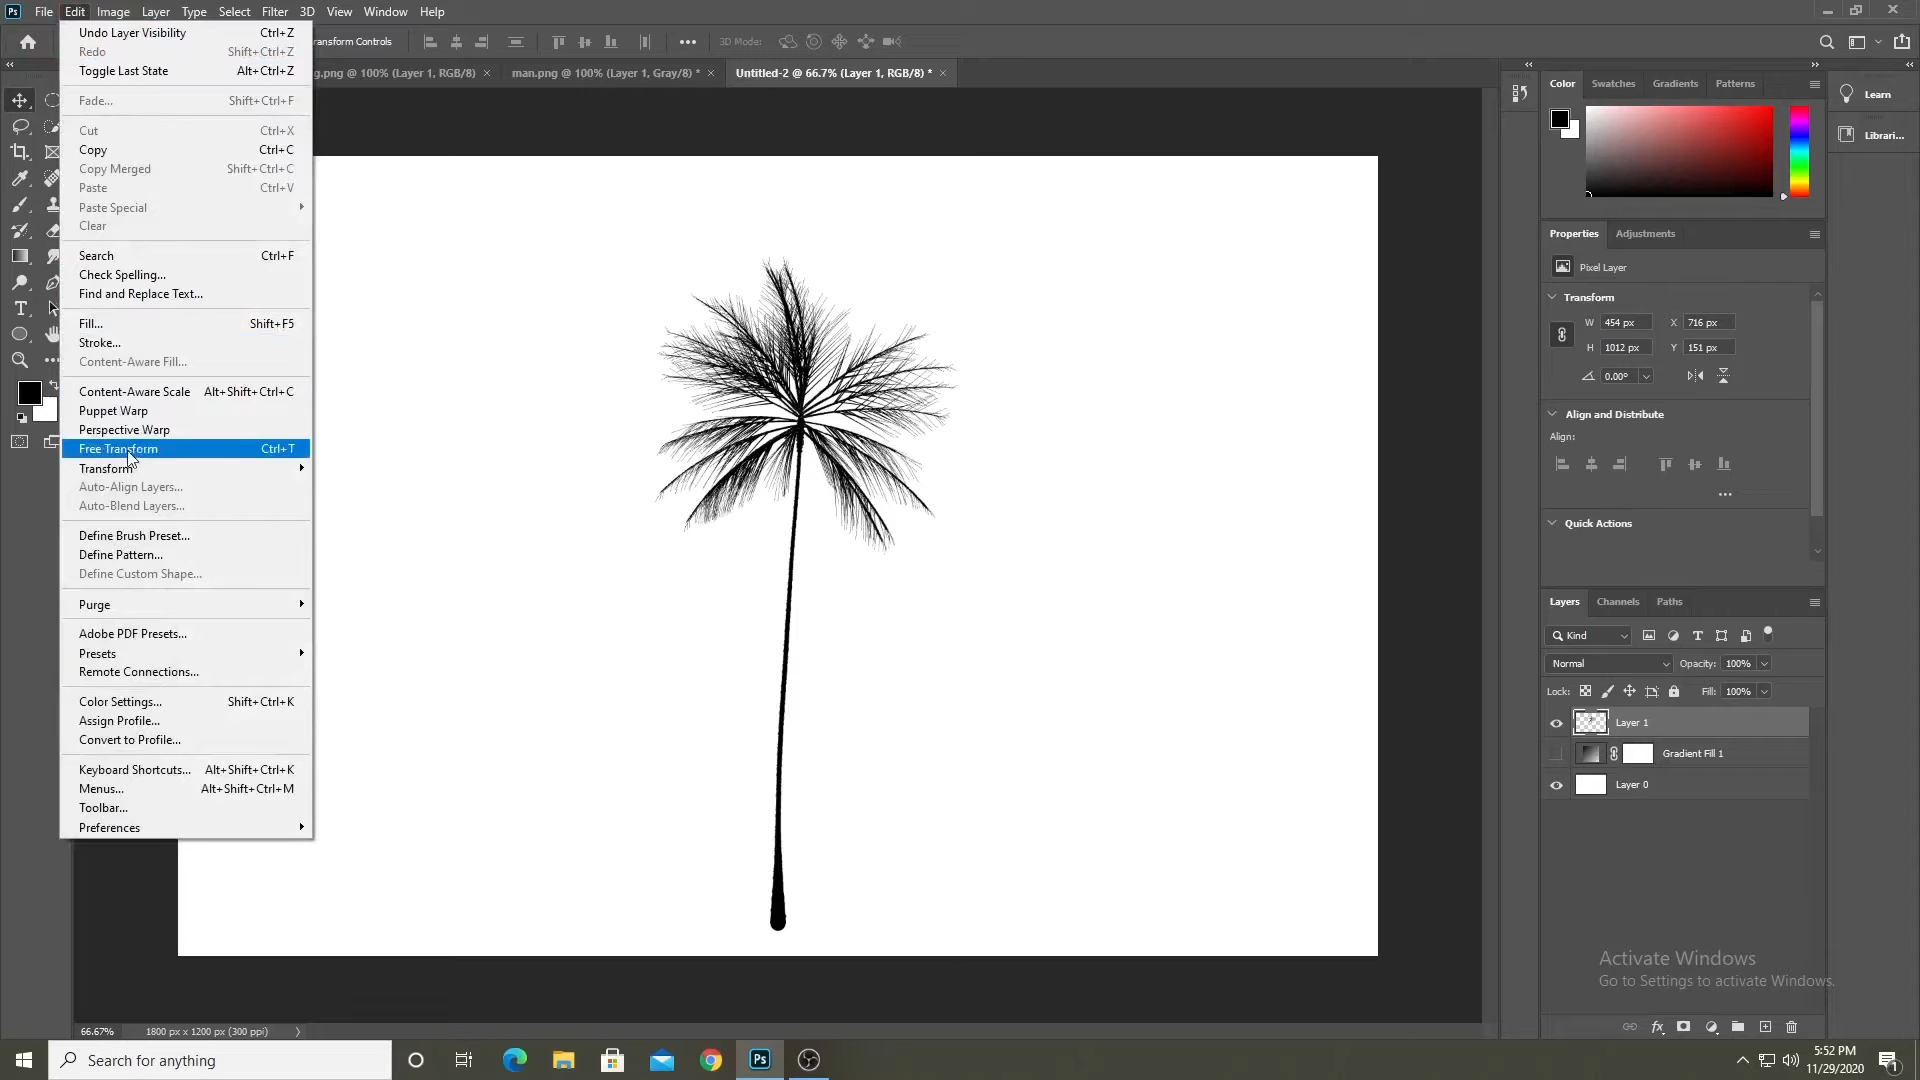 Ps File Edit Image Layer Type Select Filter 3D View Window Help
ransform Controls 3D Mode:
g.png @ 100% (Layer 1, RGB/8) × man.png @ 100% (Layer 1, Gray/8) * × Untitled-2 @ 66.7% (Layer 1, RGB/8) * ×
Undo Layer Visibility Ctrl+Z
Redo Shift+Ctrl+Z
Toggle Last State Alt+Ctrl+Z
Fade... Shift+Ctrl+F
Cut Ctrl+X
Copy Ctrl+C
Copy Merged Shift+Ctrl+C
Paste Ctrl+V
Paste Special
Clear
Search Ctrl+F
Check Spelling...
Find and Replace Text...
Fill... Shift+F5
Stroke...
Content-Aware Fill...
Content-Aware Scale Alt+Shift+Ctrl+C
Puppet Warp
Perspective Warp
Free Transform Ctrl+T
Transform
Auto-Align Layers...
Auto-Blend Layers...
Define Brush Preset...
Define Pattern...
Define Custom Shape...
Purge
Adobe PDF Presets...
Presets
Remote Connections...
Color Settings... Shift+Ctrl+K
Assign Profile...
Convert to Profile...
Keyboard Shortcuts... Alt+Shift+Ctrl+K
Menus... Alt+Shift+Ctrl+M
Toolbar...
Preferences
Color Swatches Gradients Patterns
Learn
Librari...
Properties Adjustments
Pixel Layer
Transform
W 454 px X 716 px
H 1012 px Y 151 px
0.00°
Align and Distribute
Align:
Quick Actions
Layers Channels Paths
Kind
Normal Opacity: 100%
Lock: Fill: 100%
Layer 1
Gradient Fill 1
Layer 0
Activate Windows
Go to Settings to activate Windows.
66.67% 1800 px x 1200 px (300 ppi)
Search for anything
Ps
5:52 PM
11/29/2020
1